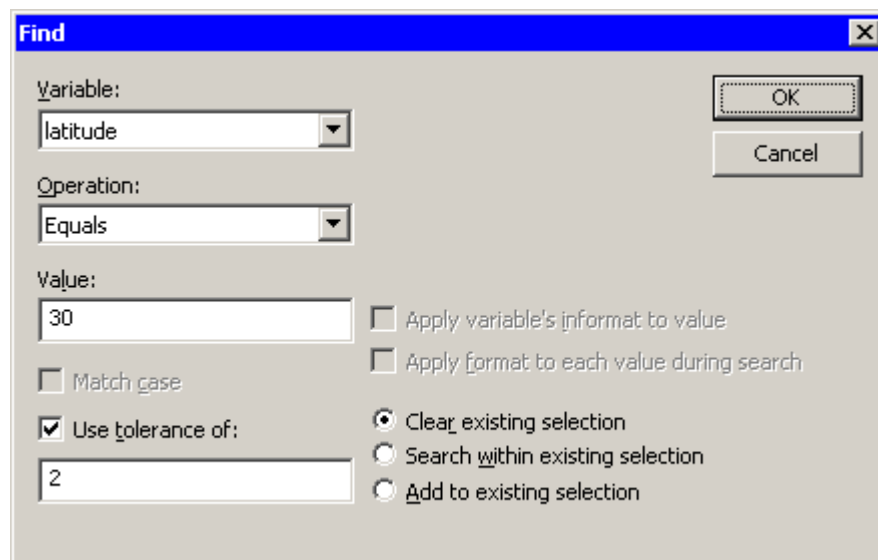 Find
Variable:
latitude
OK
Cancel
Operation:
Equals
Value:
30
Apply variable's informat to value
Apply format to each value during search
Match case
Use tolerance of:
2
Clear existing selection
Search within existing selection
Add to existing selection